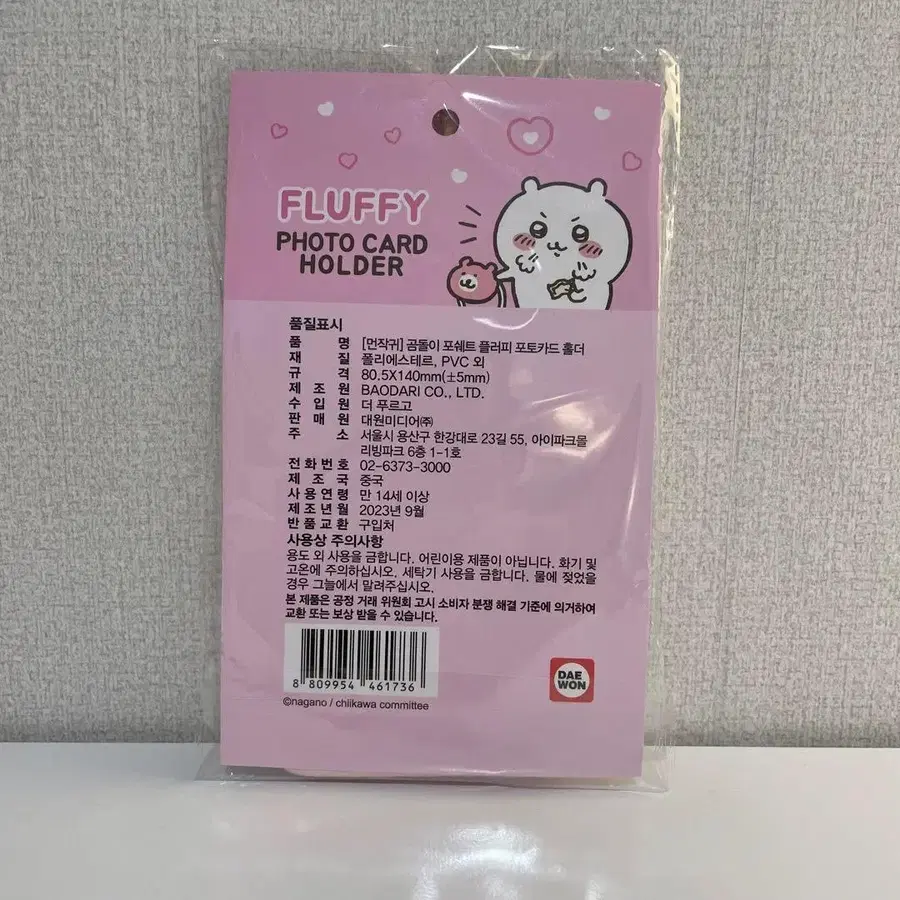 FLUFFY
PHOTO CARD
HOLDER
품질표시
품 명 [먼작귀] 곰돌이 포쉐트 플러피 포토카드 홀더
재 질 폴리에스테르, PVC 외
규 격 80.5X140mm(±5mm)
제 조 원 BAODARI CO., LTD.
수 입 원 더 푸르고
판 매 원 대원미디어㈜
주 소 서울시 용산구 한강대로 23길 55, 아이파크몰
리빙파크 6층 1-1호
전 화 번 호 02-6373-3000
제 조 국 중국
사 용 연 령 만 14세 이상
제 조 년 월 2023년 9월
반 품 교 환 구입처
사용상 주의사항
용도 외 사용을 금합니다. 어린이용 제품이 아닙니다. 화기 및
고온에 주의하십시오. 세탁기 사용을 금합니다. 물에 젖었을
경우 그늘에서 말려주십시오.
본 제품은 공정 거래 위원회 고시 소비자 분쟁 해결 기준에 의거하여
교환 또는 보상 받을 수 있습니다.
8 809954 461736
©nagano / chiikawa committee
DAE
WON